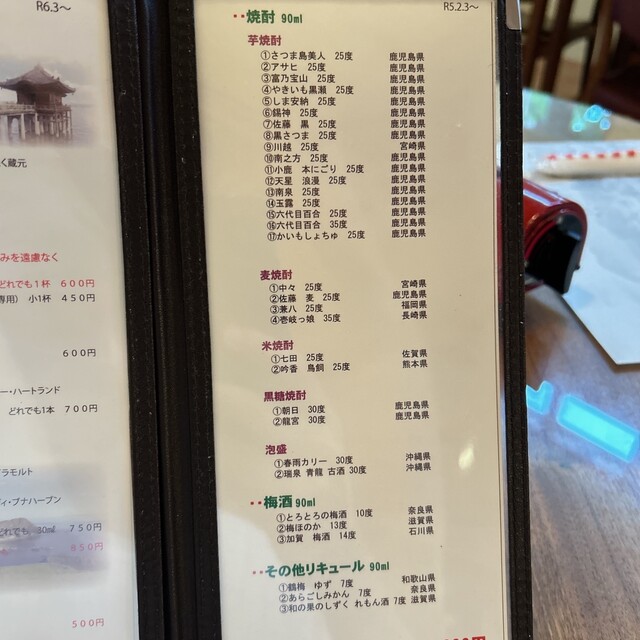 R6.3～
く蔵元
みを遠慮なく
どれでも1杯 600円
専用） 小1杯 450円
600円
ー・ハートランド
どれでも1本 700円
ラモルト
ディ・ブナハーブン
どれでも 30ml 750円
850円
500円
R5.2.3～
・・焼酎 90ml
芋焼酎
①さつま島美人 25度 鹿児島県
②アサヒ 25度 鹿児島県
③富乃宝山 25度 鹿児島県
④やきいも黒瀬 25度 鹿児島県
⑤しま安納 25度 鹿児島県
⑥錫神 25度 鹿児島県
⑦佐藤 黒 25度 鹿児島県
⑧黒さつま 25度 鹿児島県
⑨川越 25度 宮崎県
⑩南之方 25度 鹿児島県
⑪小鹿 本にごり 25度 鹿児島県
⑫天星 浪漫 25度 鹿児島県
⑬南泉 25度 鹿児島県
⑭玉露 25度 鹿児島県
⑮六代目百合 25度 鹿児島県
⑯六代目百合 35度 鹿児島県
⑰かいもしょちゅ 25度 鹿児島県
麦焼酎
①中々 25度 宮崎県
②佐藤 麦 25度 鹿児島県
③兼八 25度 福岡県
④壱岐っ娘 35度 長崎県
米焼酎
①七田 25度 佐賀県
②吟香 鳥飼 25度 熊本県
黒糖焼酎
①朝日 30度 鹿児島県
②龍宮 30度 鹿児島県
泡盛
①春雨カリー 30度 沖縄県
②瑞泉 青龍 古酒 30度 沖縄県
・・梅酒 90ml
①とろとろの梅酒 10度 奈良県
②梅ほのか 13度 滋賀県
③加賀 梅酒 14度 石川県
・・その他リキュール 90ml
①鶴梅 ゆず 7度 和歌山県
②あらごしみかん 7度 奈良県
③和の果のしずく れもん酒 7度 滋賀県